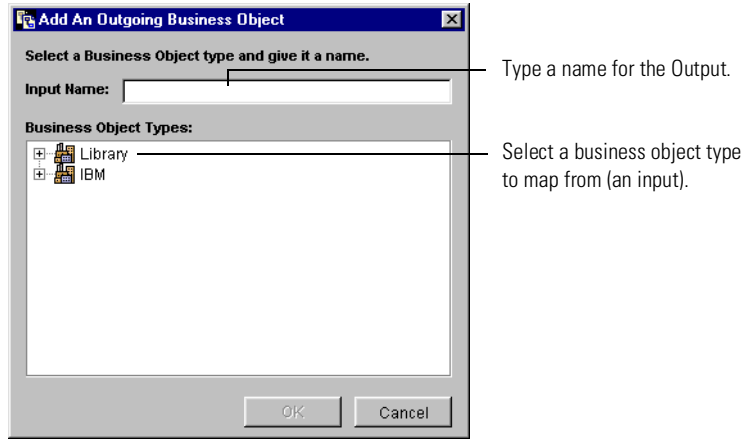 Add An Outgoing Business Object
Select a Business Object type and give it a name.
Input Name:
Type a name for the Output.
Business Object Types:
Library
IBM
Select a business object type
to map from (an input).
OK
Cancel